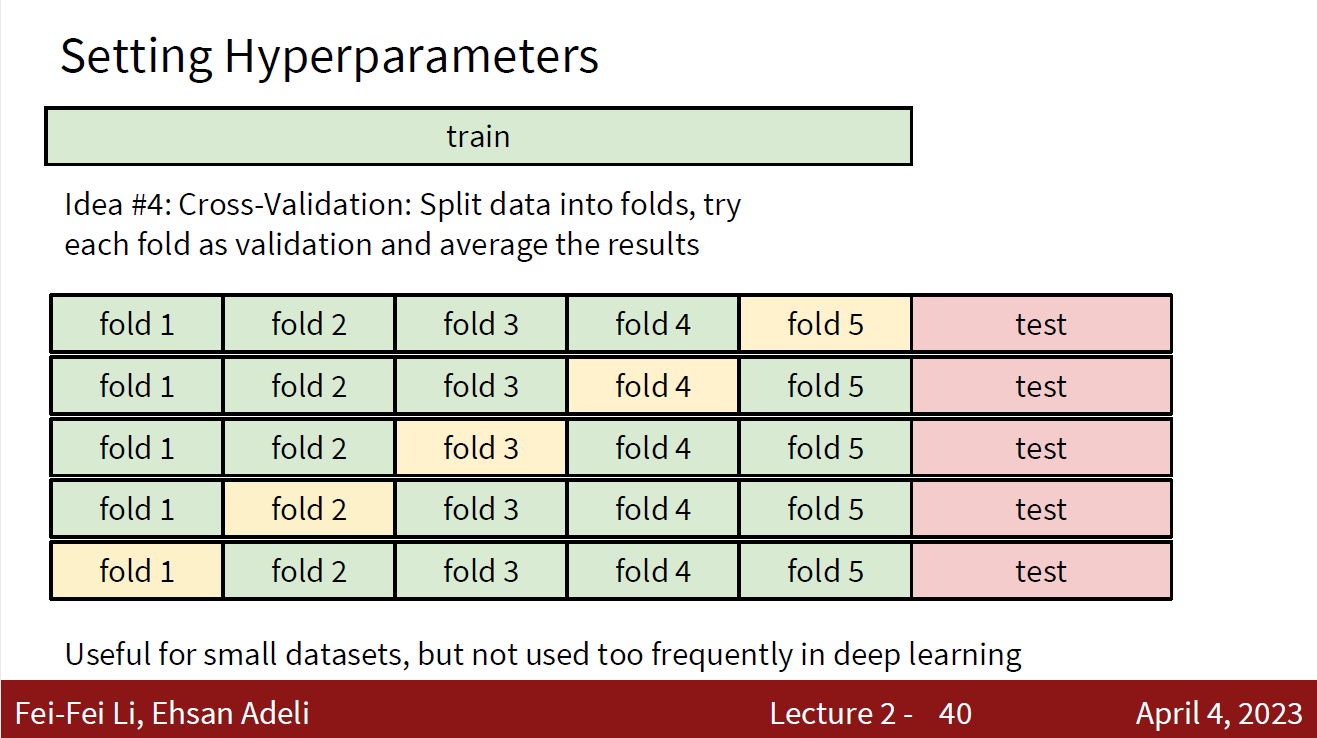 Setting Hyperparameters
train
Idea #4: Cross-Validation: Split data into folds, try
each fold as validation and average the results
fold 1 fold 2 fold 3 fold 4 fold 5 test
fold 1 fold 2 fold 3 fold 4 fold 5 test
fold 1 fold 2 fold 3 fold 4 fold 5 test
fold 1 fold 2 fold 3 fold 4 fold 5 test
fold 1 fold 2 fold 3 fold 4 fold 5 test
Useful for small datasets, but not used too frequently in deep learning
Fei-Fei Li, Ehsan Adeli Lecture 2 - 40 April 4, 2023